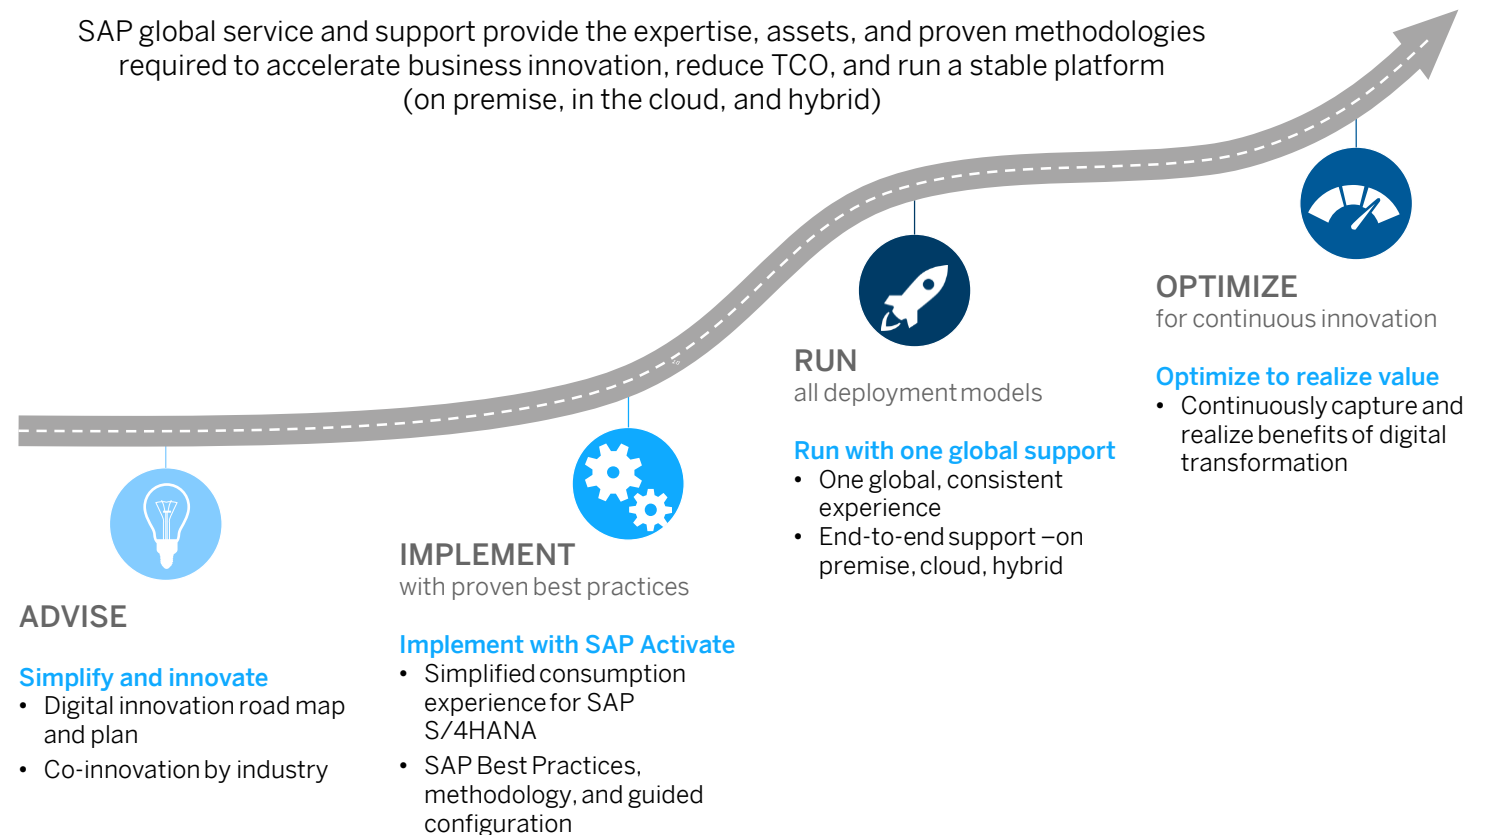 SAP global service and support provide the expertise, assets, and proven methodologies
required to accelerate business innovation, reduce TCO, and run a stable platform
(on premise, in the cloud, and hybrid)
ADVISE
Simplify and innovate
• Digital innovation road map
and plan
• Co-innovation by industry
IMPLEMENT
with proven best practices
Implement with SAP Activate
• Simplified consumption
experience for SAP
S/4HANA
• SAP Best Practices,
methodology, and guided
configuration
RUN
all deployment models
Run with one global support
• One global, consistent
experience
• End-to-end support –on
premise, cloud, hybrid
OPTIMIZE
for continuous innovation
Optimize to realize value
• Continuously capture and
realize benefits of digital
transformation